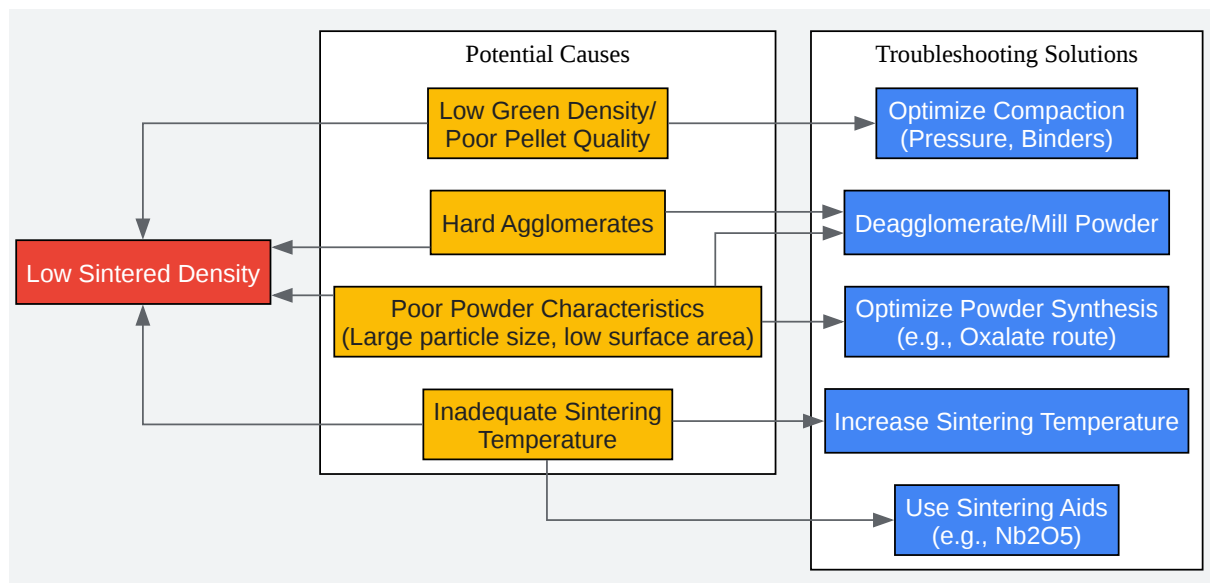 Potential Causes
Troubleshooting Solutions
Low Green Density/
Poor Pellet Quality
Optimize Compaction
(Pressure, Binders)
Hard Agglomerates
Deagglomerate/Mill Powder
Low Sintered Density
Poor Powder Characteristics
(Large particle size, low surface area)
Optimize Powder Synthesis
(e.g., Oxalate route)
Inadequate Sintering
Temperature
Increase Sintering Temperature
Use Sintering Aids
(e.g., Nb2O5)